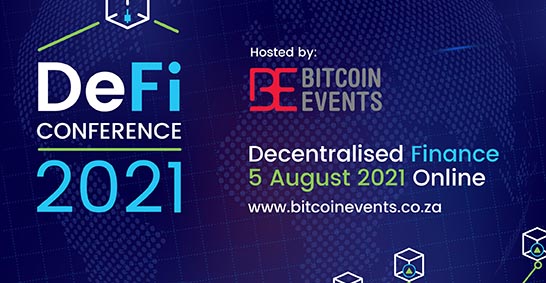 DeFi
CONFERENCE
2021
Hosted by:
BE BITCOIN
EVENTS
Decentralised Finance
5 August 2021 Online
www.bitcoinevents.co.za